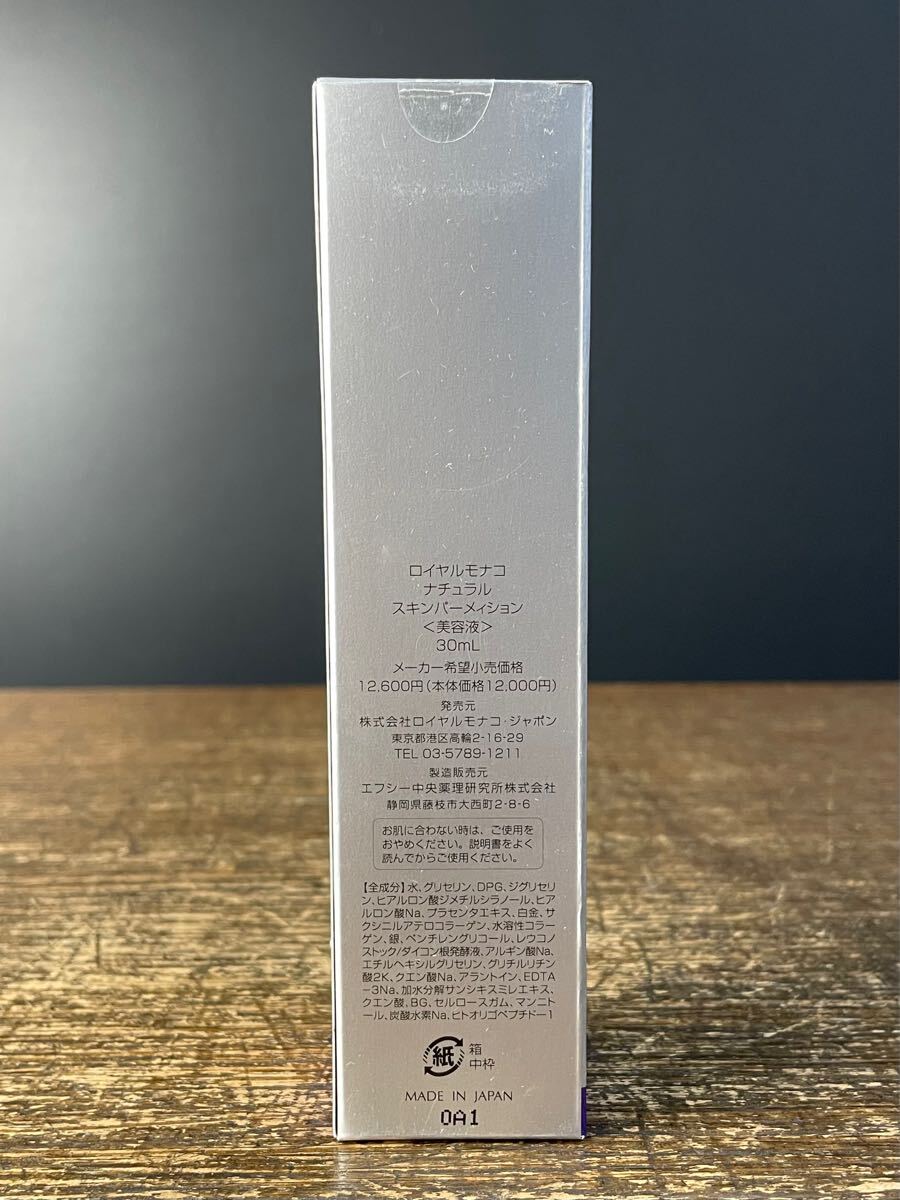 ロイヤルモナコ
ナチュラル
スキンパーメィション
<美容液>
30mL
メーカー希望小売価格
12,600円(本体価格12,000円)
発売元
株式会社ロイヤルモナコ・ジャポン
東京都港区高輪2-16-29
TEL 03-5789-1211
製造販売元
エフシー中央薬理研究所株式会社
静岡県藤枝市大西町2-8-6
お肌に合わない時は、ご使用を
おやめください。説明書をよく
読んでからご使用ください。
【全成分】水、グリセリン、DPG、ジグリセリ
ン、ヒアルロン酸ジメチルシラノール、ヒア
ルロン酸Na、プラセンタエキス、白金、サ
クシニルアテロコラーゲン、水溶性コラー
ゲン、銀、ペンチレングリコール、レウコノ
ストック/ダイコン根発酵液、アルギン酸Na、
エチルヘキシルグリセリン、グリチルリチン
酸2K、クエン酸Na、アラントイン、EDTA
-3Na、加水分解サンシキスミレエキス、
クエン酸、BG、セルロースガム、マンニト
ール、炭酸水素Na、ヒトオリゴペプチドー1
紙 箱
中枠
MADE IN JAPAN
0A1